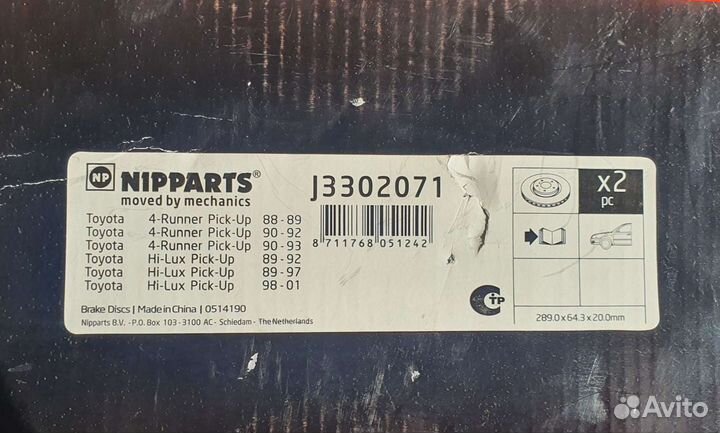 NP NIPPARTS®
moved by mechanics
J3302071
Toyota 4-Runner Pick-Up 88-89
Toyota 4-Runner Pick-Up 90-92
Toyota 4-Runner Pick-Up 90-93
Toyota Hi-Lux Pick-Up 89-92
Toyota Hi-Lux Pick-Up 89-97
Toyota Hi-Lux Pick-Up 98-01
8 711768 051242
Brake Discs | Made in China | 0514190
Nipparts B.V. - P.O. Box 103 - 3100 AC - Schiedam - The Netherlands
x2
pc
CTP
289.0 x 64.3 x 20.0mm
Avito